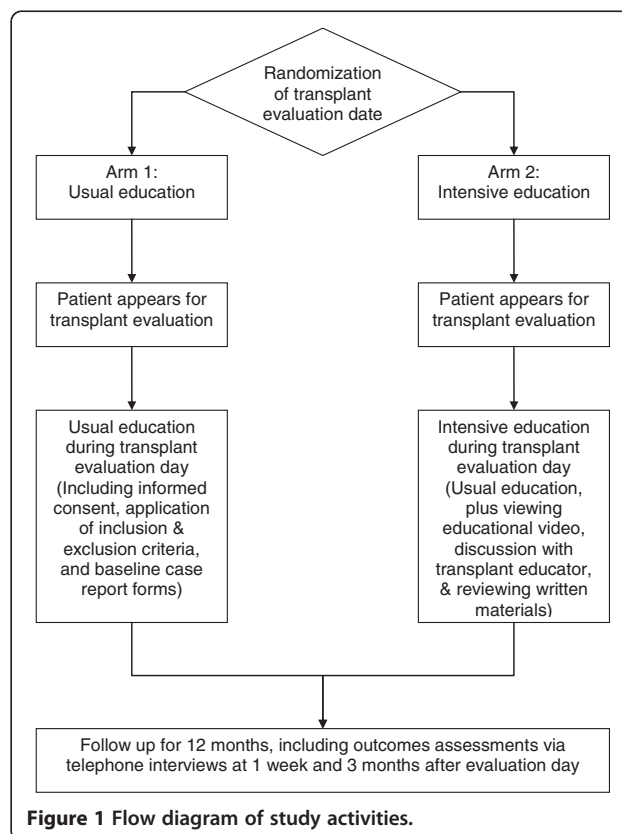 Randomization
of transplant
evaluation date
Arm 1:
Usual education
Arm 2:
Intensive education
Patient appears for
transplant evaluation
Patient appears for
transplant evaluation
Usual education
during transplant
evaluation day
(Including informed
consent, application
of inclusion &
exclusion criteria,
and baseline case
report forms)
Intensive education
during transplant
evaluation day
(Usual education,
plus viewing
educational video,
discussion with
transplant educator,
& reviewing written
materials)
Follow up for 12 months, including outcomes assessments via
telephone interviews at 1 week and 3 months after evaluation day
Figure 1 Flow diagram of study activities.